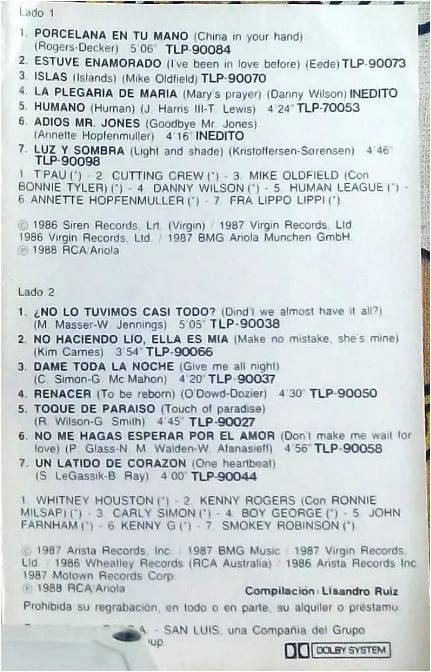 Lado 1
1. PORCELANA EN TU MANO (China in your hand)
(Rogers-Decker) 5'06" TLP-90084
2. ESTUVE ENAMORADO (I've been in love before) (Eede) TLP-90073
3. ISLAS (Islands) (Mike Oldfield) TLP-90070
4. LA PLEGARIA DE MARIA (Mary's prayer) (Danny Wilson) INEDITO
5. HUMANO (Human) (J. Harris III-T. Lewis) 4'24" TLP-70053
6. ADIOS MR. JONES (Goodbye Mr. Jones)
(Annette Hopfenmuller) 4'16" INEDITO
7. LUZ Y SOMBRA (Light and shade) (Kristoffersen-Sørensen) 4'46"
TLP-90098
1 T'PAU (*) - 2. CUTTING CREW (*) - 3. MIKE OLDFIELD (Con
BONNIE TYLER) (*) - 4. DANNY WILSON (*) - 5. HUMAN LEAGUE (*) -
6 ANNETTE HOPFENMULLER (*) - 7. FRA LIPPO LIPPI (*).
© 1986 Siren Records, Lrt. (Virgin) / 1987 Virgin Records, Ltd.
1986 Virgin Records, Ltd. / 1987 BMG Ariola Munchen GmbH.
℗ 1988 RCA/Ariola
Lado 2
1. ¿NO LO TUVIMOS CASI TODO? (Dind't we almost have it all?)
(M. Masser-W. Jennings) 5'05" TLP-90038
2. NO HACIENDO LIO, ELLA ES MIA (Make no mistake, she's mine)
(Kim Carnes) 3'54" TLP-90066
3. DAME TODA LA NOCHE (Give me all night)
(C. Simon-G. Mc Mahon) 4'20" TLP-90037
4. RENACER (To be reborn) (O'Dowd-Dozier) 4'30" TLP-90050
5. TOQUE DE PARAISO (Touch of paradise)
(R. Wilson-G. Smith) 4'45" TLP-90027
6. NO ME HAGAS ESPERAR POR EL AMOR (Don't make me wait for
love) (P. Glass-N. M. Walden-W. Afanasieff) 4'56" TLP-90058
7. UN LATIDO DE CORAZON (One heartbeat)
(S. LeGassik-B. Ray) 4'00" TLP-90044
1. WHITNEY HOUSTON (*) - 2. KENNY ROGERS (Con RONNIE
MILSAP) (*) - 3. CARLY SIMON (*) - 4. BOY GEORGE (*) - 5. JOHN
FARNHAM (*) - 6 KENNY G (*) - 7. SMOKEY ROBINSON (*).
© 1987 Arista Records, Inc. / 1987 BMG Music / 1987 Virgin Records,
Ltd. / 1986 Wheatley Records (RCA Australia) / 1986 Arista Records Inc.
1987 Motown Records Corp.
℗ 1988 RCA/Ariola Compilación: Lisandro Ruiz
Prohibida su regrabación, en todo o en parte, su alquiler o préstamo.
S.A. - SAN LUIS, una Compañia del Grupo
DOLBY SYSTEM